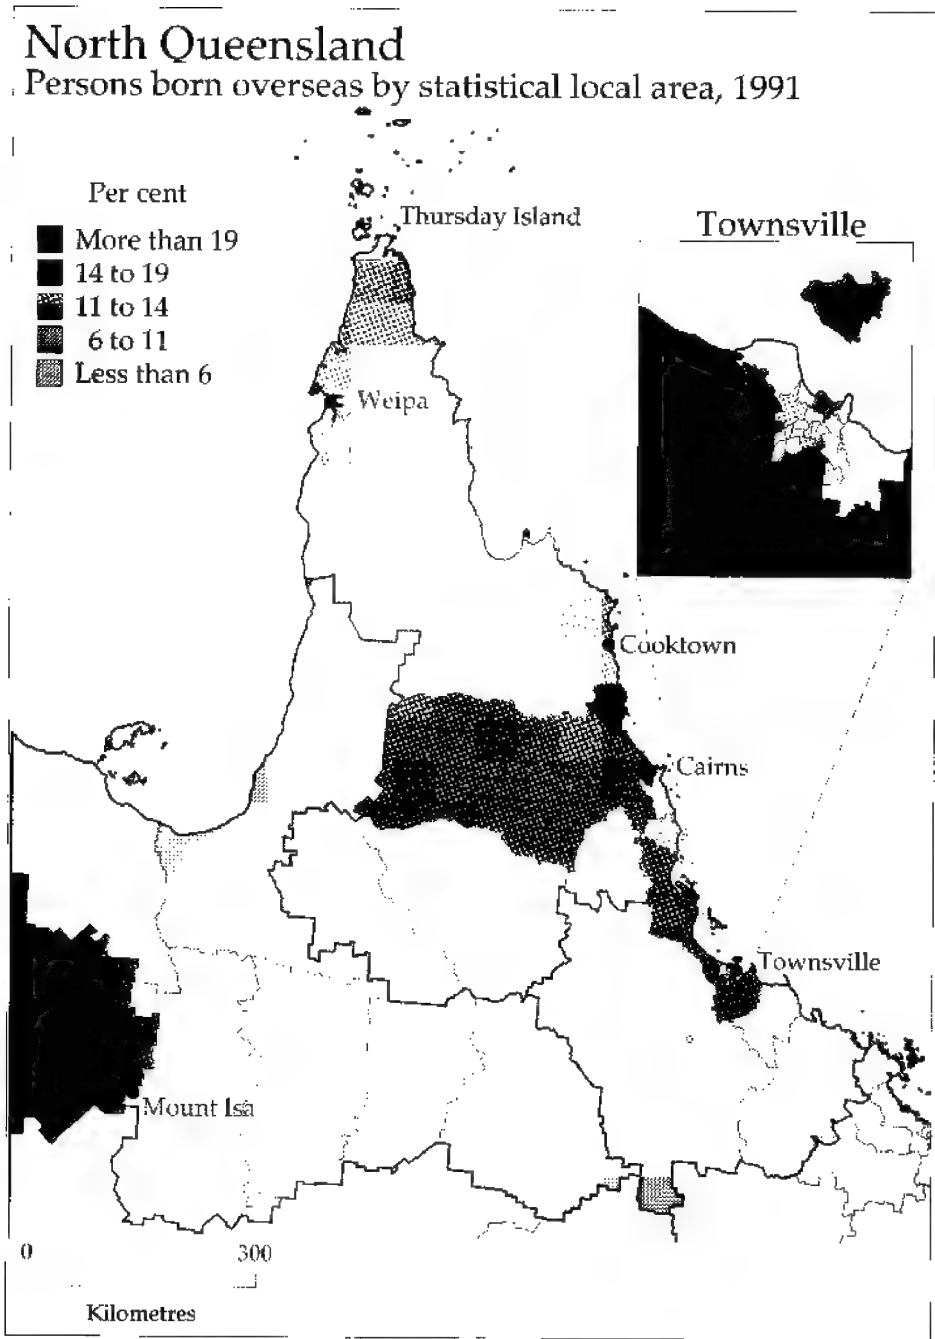 North Queensland
Persons born overseas by statistical local area, 1991
Per cent
More than 19
14 to 19
11 to 14
6 to 11
Less than 6
Thursday Island
Townsville
Weipa
Cooktown
Cairns
Townsville
Mount Isa
0 300
Kilometres